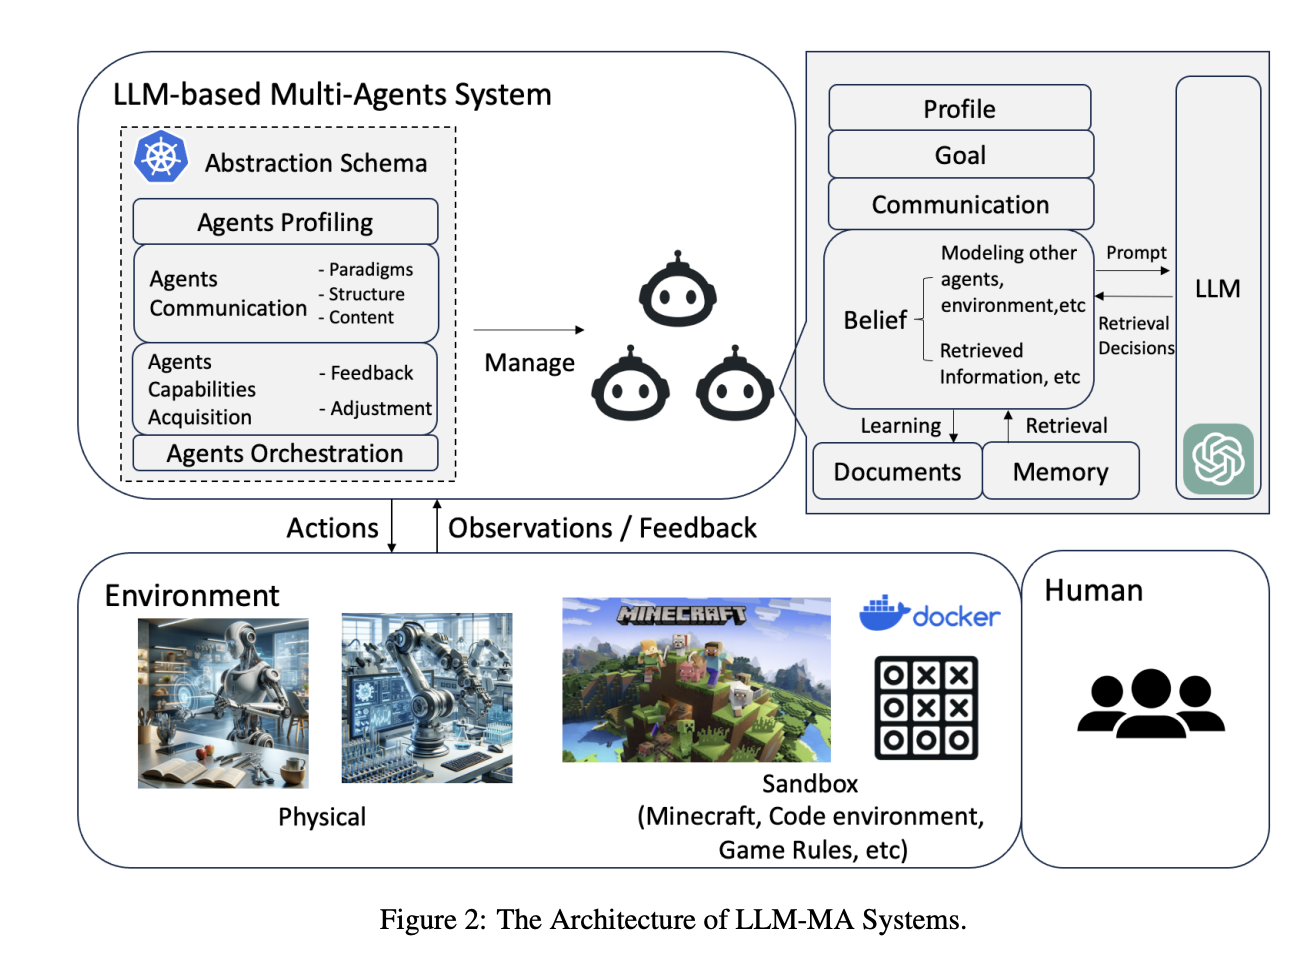 LLM-based Multi-Agents System
Abstraction Schema
Agents Profiling
Agents
Communication
- Paradigms
- Structure
- Content
Agents
Capabilities
Acquisition
- Feedback
- Adjustment
Agents Orchestration
Manage
Profile
Goal
Communication
Belief
Modeling other
agents,
environment,etc
Retrieved
Information, etc
Prompt
Retrieval
Decisions
LLM
Learning
Retrieval
Documents
Memory
Actions
Observations / Feedback
Environment
Physical
MINECRAFT
docker
O X X
O X X
O O O
Sandbox
(Minecraft, Code environment,
Game Rules, etc)
Human
Figure 2: The Architecture of LLM-MA Systems.